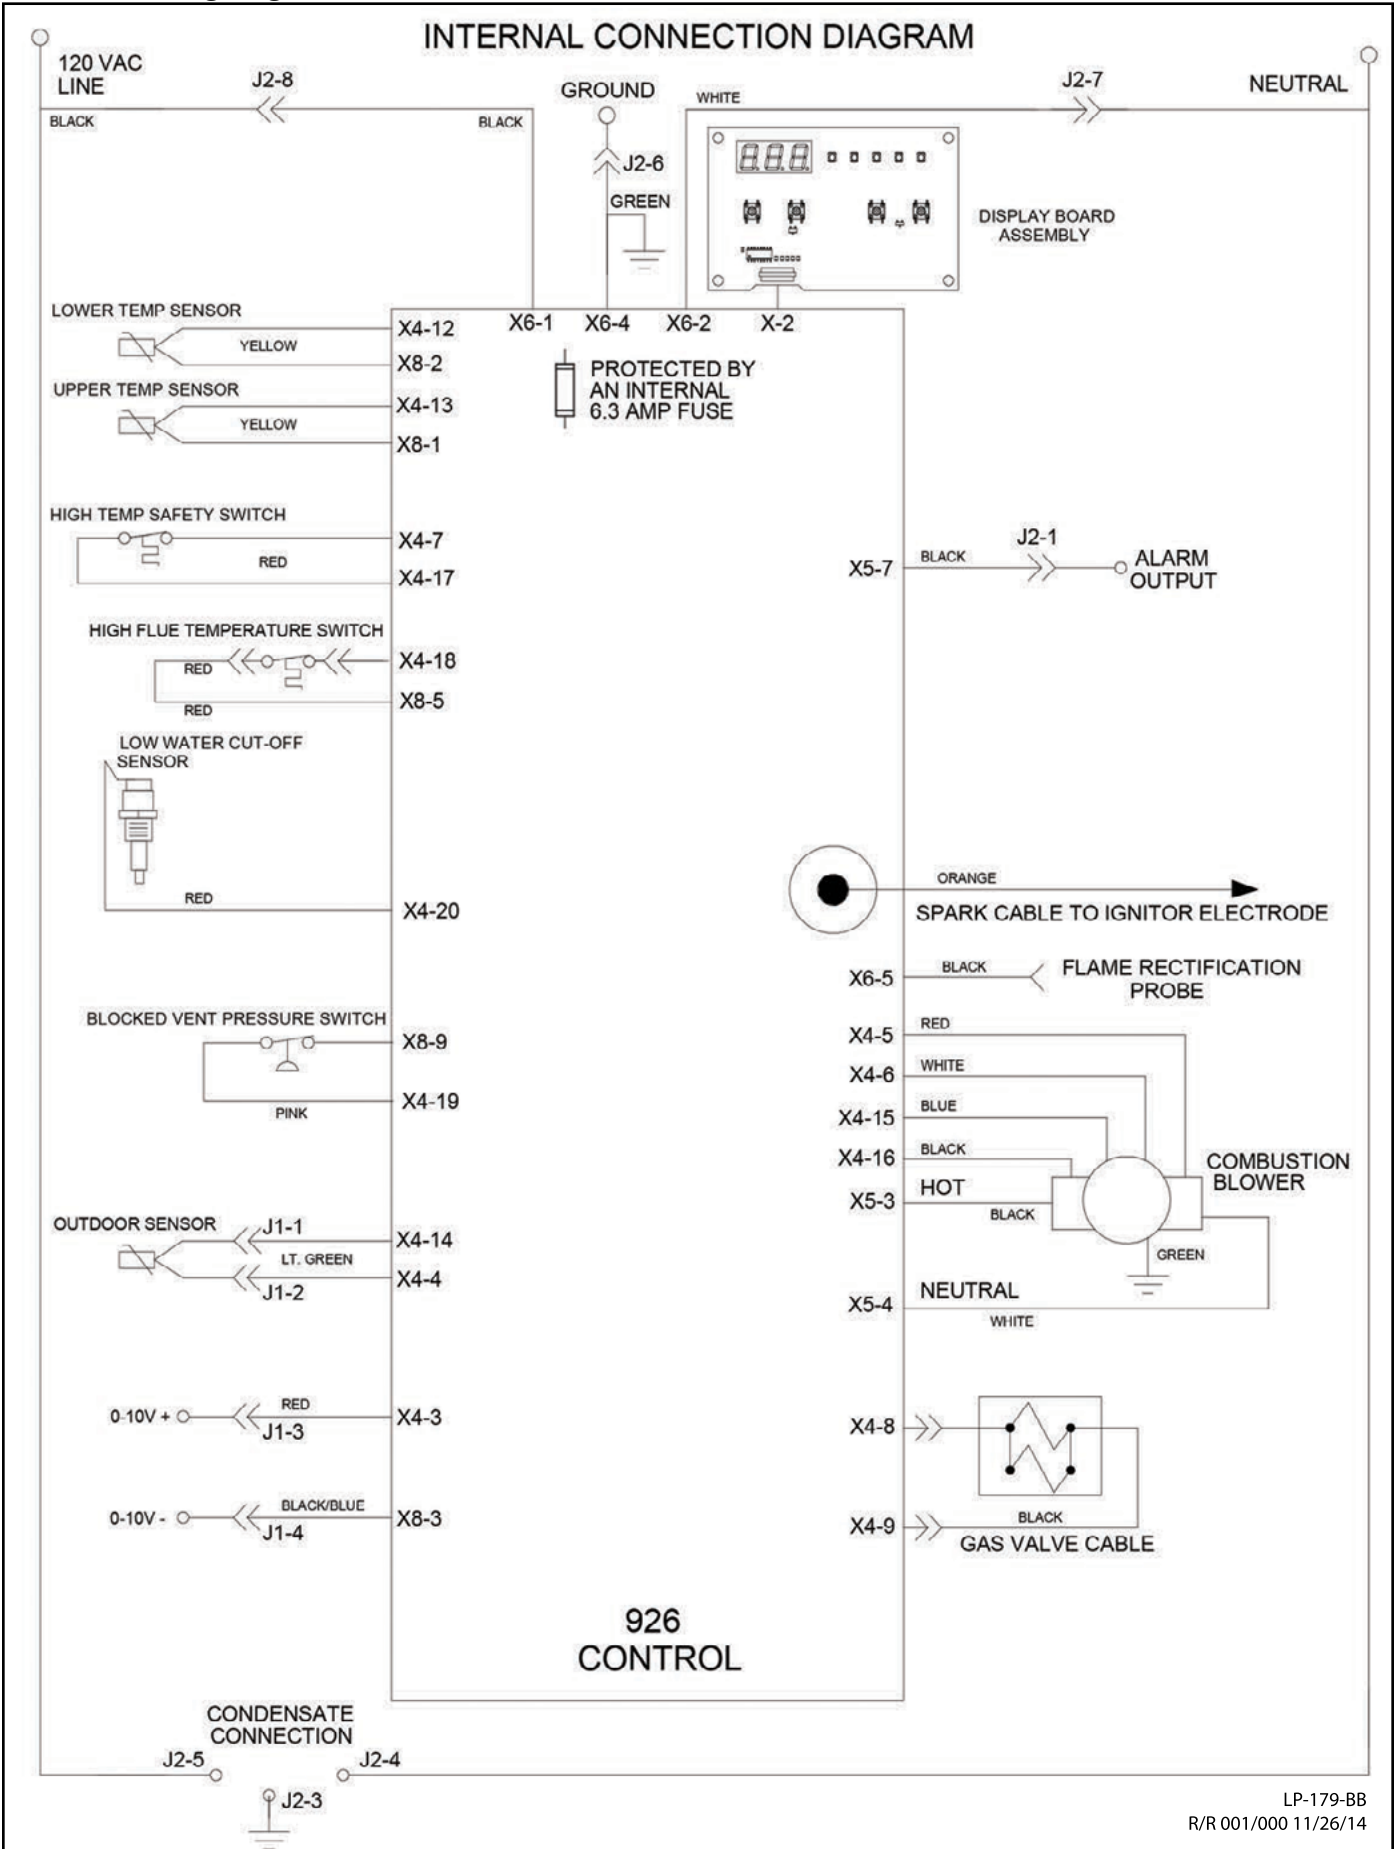 INTERNAL CONNECTION DIAGRAM
120 VAC
LINE
J2-8
GROUND
WHITE
J2-7
NEUTRAL
BLACK
BLACK
J2-6
GREEN
DISPLAY BOARD
ASSEMBLY
LOWER TEMP SENSOR
YELLOW
X4-12
X8-2
X6-1
X6-4
X6-2
X-2
PROTECTED BY
AN INTERNAL
6.3 AMP FUSE
UPPER TEMP SENSOR
YELLOW
X4-13
X8-1
HIGH TEMP SAFETY SWITCH
RED
X4-7
X4-17
X5-7
BLACK
J2-1
ALARM
OUTPUT
HIGH FLUE TEMPERATURE SWITCH
RED
X4-18
RED
X8-5
LOW WATER CUT-OFF
SENSOR
RED
X4-20
ORANGE
SPARK CABLE TO IGNITOR ELECTRODE
X6-5
BLACK
FLAME RECTIFICATION
PROBE
BLOCKED VENT PRESSURE SWITCH
X8-9
X4-19
PINK
X4-5
RED
X4-6
WHITE
X4-15
BLUE
X4-16
BLACK
X5-3
HOT
BLACK
COMBUSTION
BLOWER
GREEN
X5-4
NEUTRAL
WHITE
OUTDOOR SENSOR
J1-1
LT. GREEN
J1-2
X4-14
X4-4
0-10V +
RED
J1-3
X4-3
0-10V -
BLACK/BLUE
J1-4
X8-3
X4-8
X4-9
BLACK
GAS VALVE CABLE
926
CONTROL
CONDENSATE
CONNECTION
J2-5
J2-4
J2-3
LP-179-BB
R/R 001/000 11/26/14